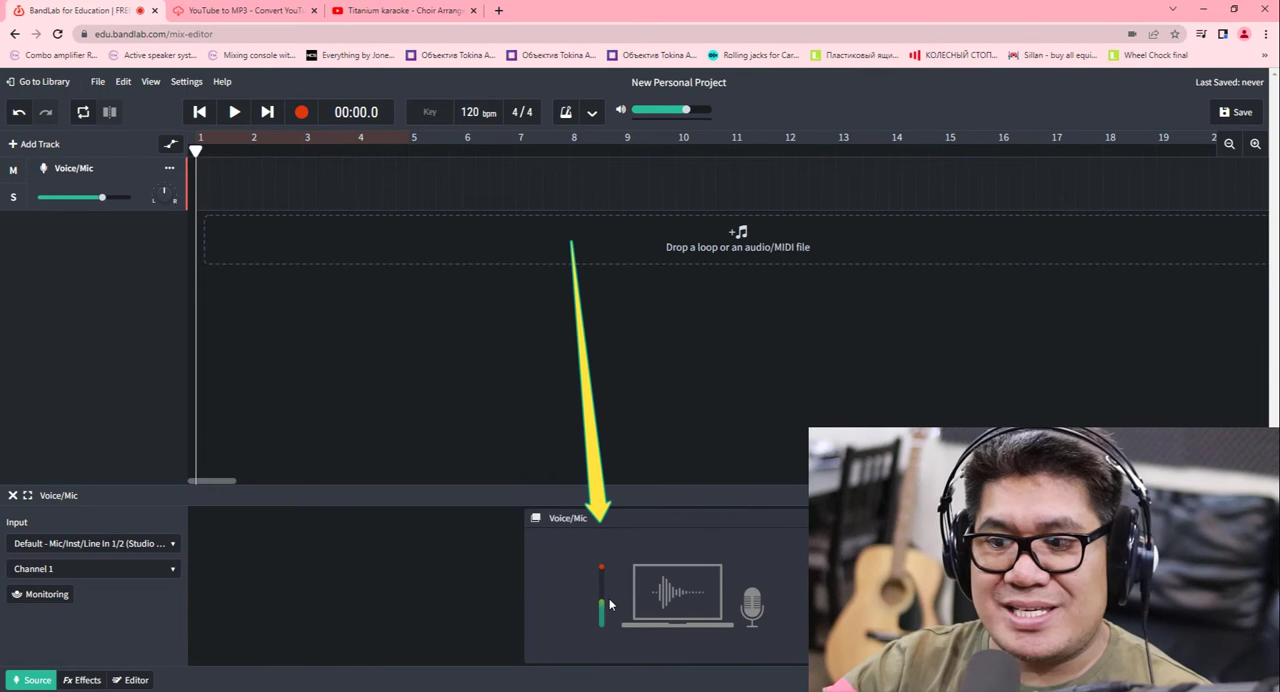 BandLab for Education | FREE
YouTube to MP3 - Convert YouTu
Titanium karaoke - Choir Arrange
edu.bandlab.com/mix-editor
Combo amplifier R...
Active speaker syst...
Mixing console wit...
Everything by Jone...
Объектив Tokina A...
Объектив Tokina A...
Объектив Tokina A...
Rolling jacks for Car...
Пластиковый ящи...
КОЛЕСНЫЙ СТОП...
Sillan - buy all equi...
Wheel Chock final
Go to Library
File
Edit
View
Settings
Help
New Personal Project
Last Saved: never
00:00.0
Key
120 bpm
4 / 4
Save
Add Track
1 2 3 4 5 6 7 8 9 10 11 12 13 14 15 16 17 18 19 2
M
Voice/Mic
S
L R
Drop a loop or an audio/MIDI file
Voice/Mic
Input
Voice/Mic
Default - Mic/Inst/Line In 1/2 (Studio ...
Channel 1
Monitoring
Source
Fx Effects
Editor